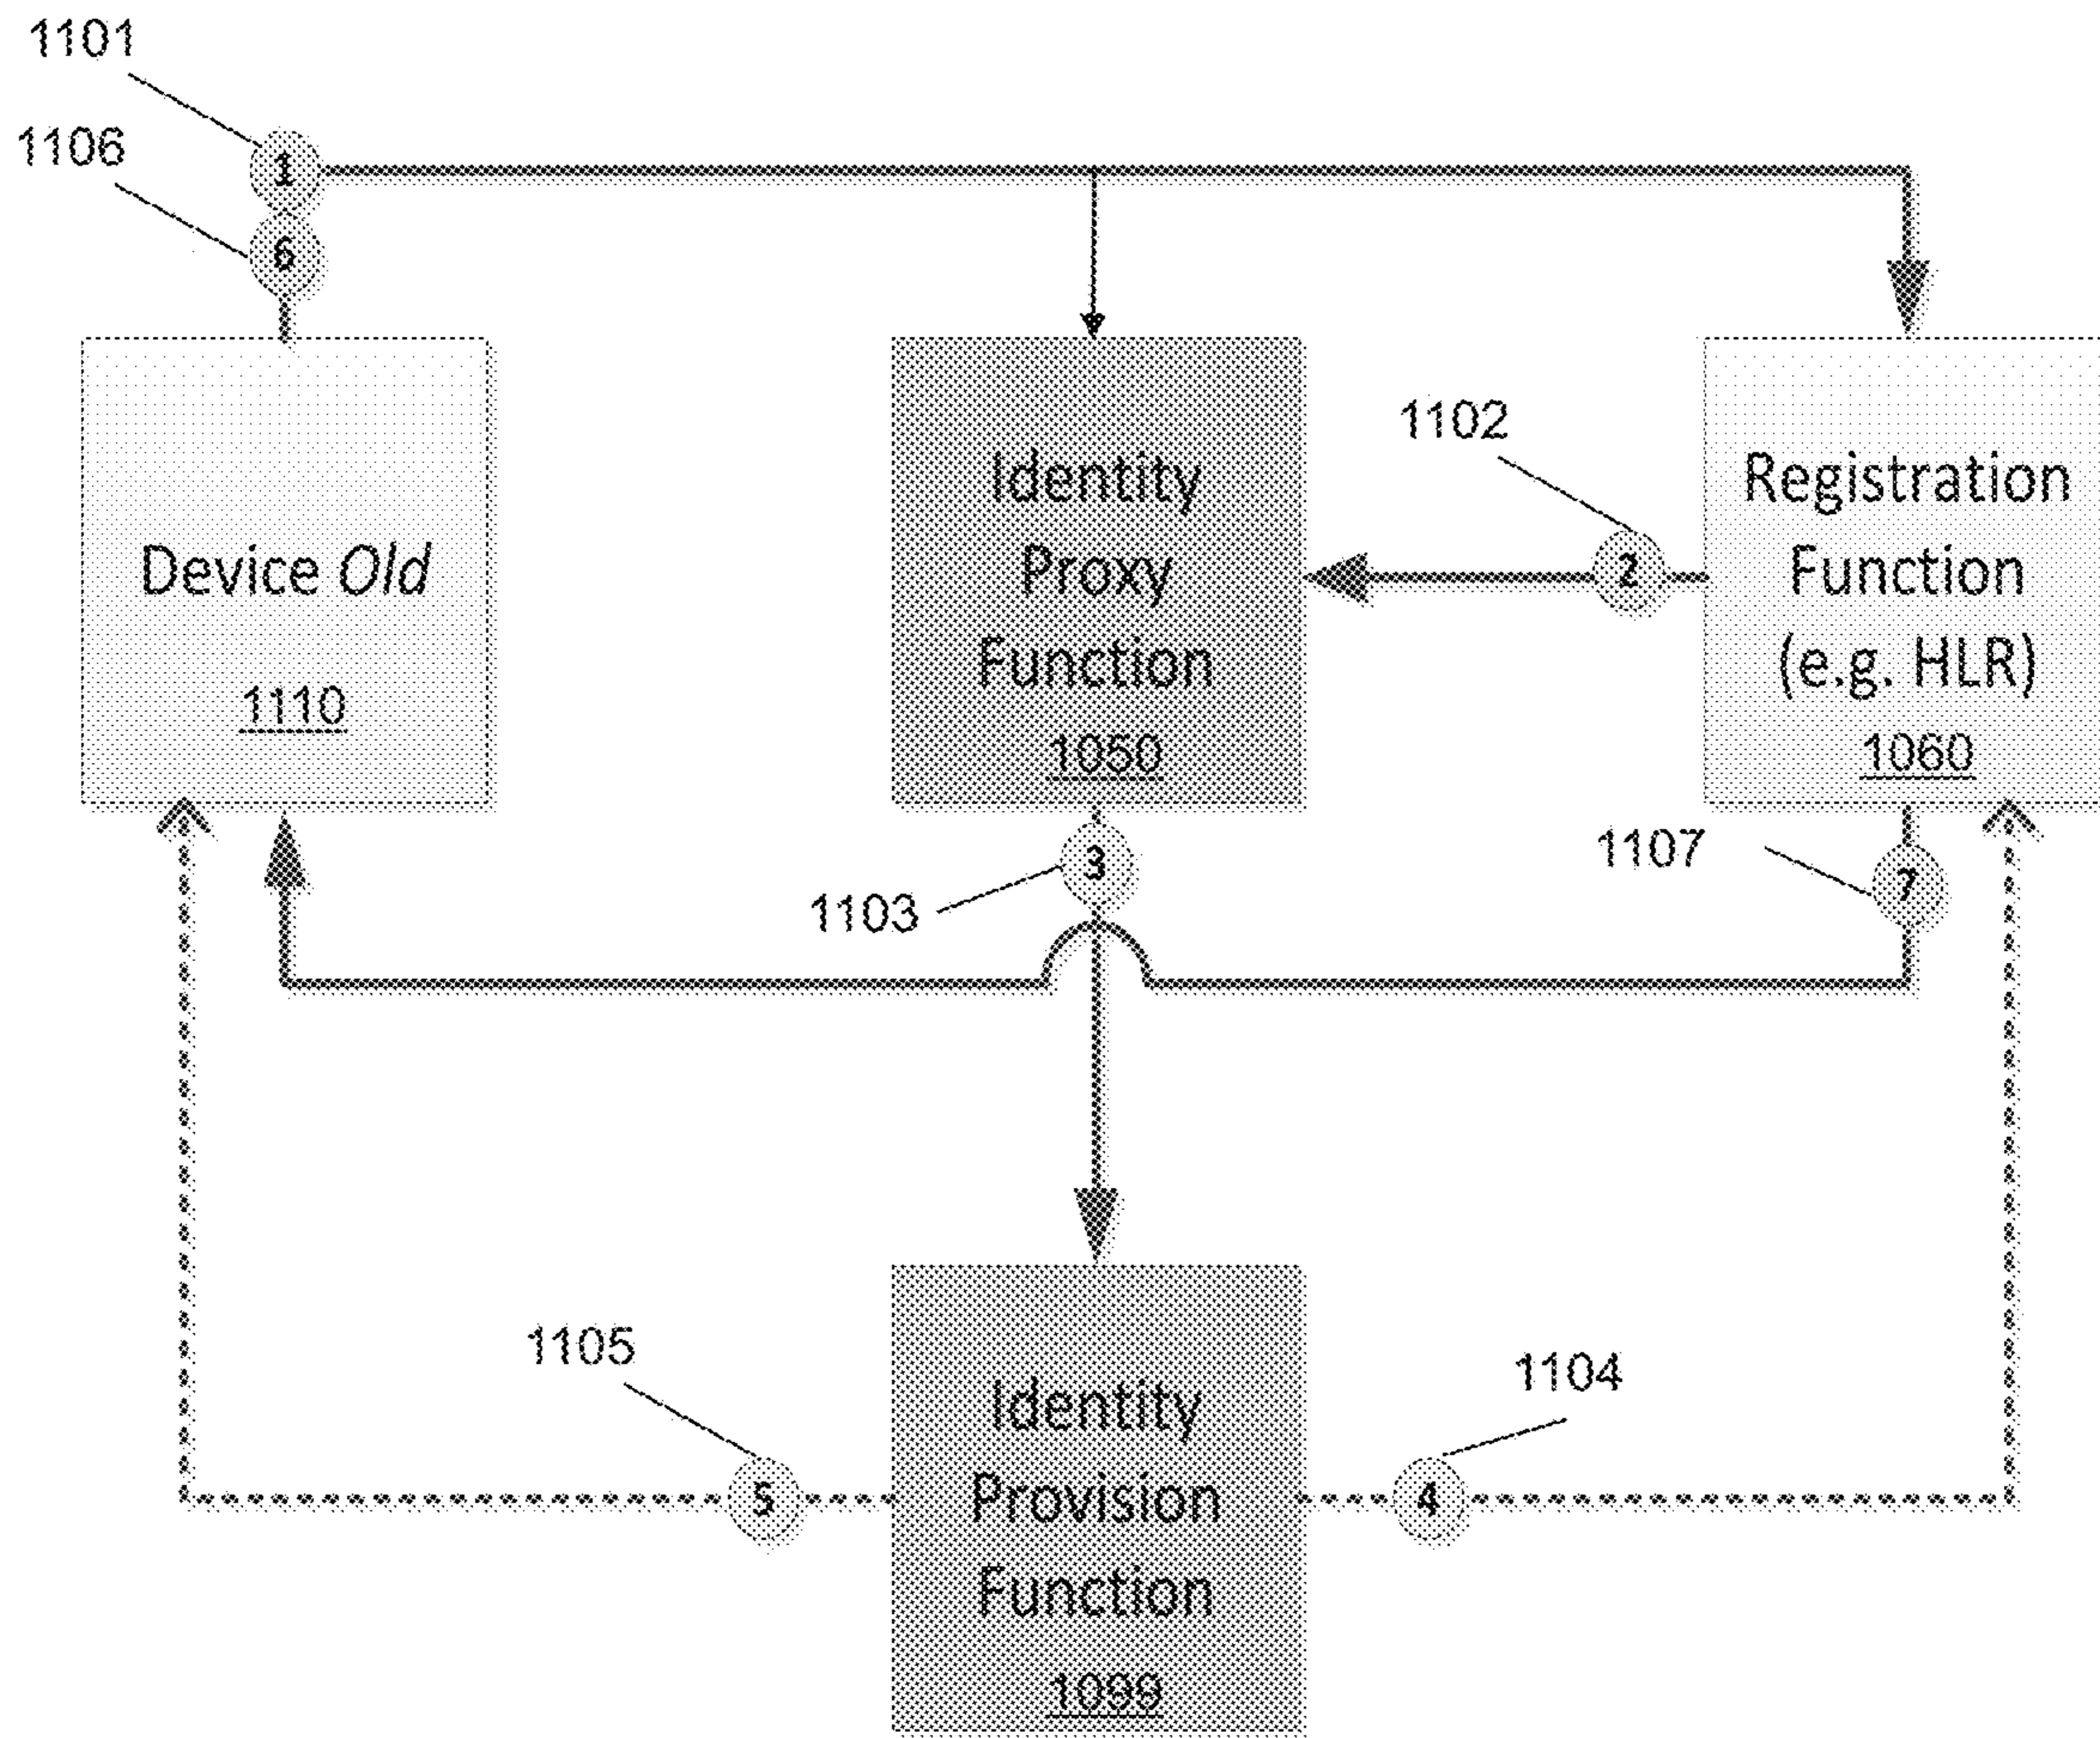 1101
1106
1
6
1102
Device Old
1110
Identity
Proxy
Function
1050
2
Registration
Function
(e.g. HLR)
1060
3
1103
1107
7
1105
1104
5
4
Identity
Provision
Function
1099